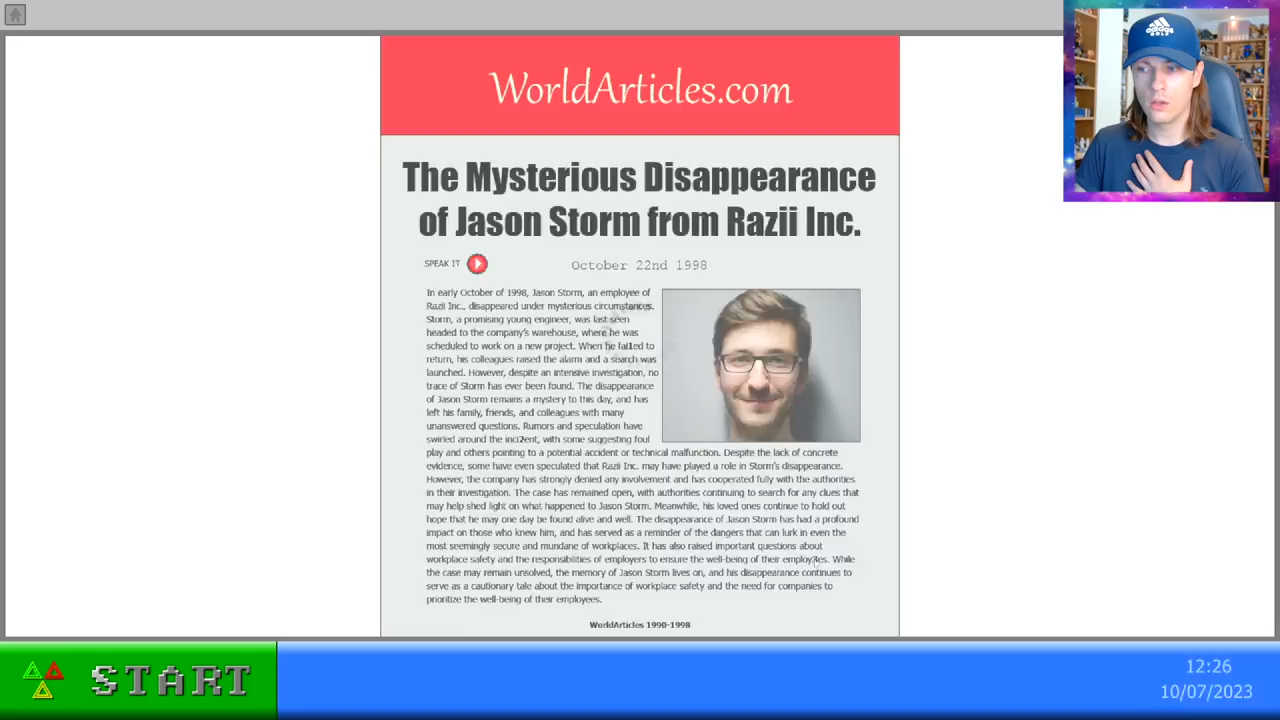 WorldArticles.com
The Mysterious Disappearance
of Jason Storm from Razii Inc.
SPEAK IT
October 22nd 1998
In early October of 1998, Jason Storm, an employee of
Razii Inc., disappeared under mysterious circumstances.
Storm, a promising young engineer, was last seen
headed to the company's warehouse, where he was
scheduled to work on a new project. When he fai1ed to
return, his colleagues raised the alarm and a search was
launched. However, despite an intensive investigation, no
trace of Storm has ever been found. The disappearance
of Jason Storm remains a mystery to this day, and has
left his family, friends, and colleagues with many
unanswered questions. Rumors and speculation have
swirled around the inci2ent, with some suggesting foul
play and others pointing to a potential accident or technical malfunction. Despite the lack of concrete
evidence, some have even speculated that Razii Inc. may have played a role in Storm's disappearance.
However, the company has strongly denied any involvement and has cooperated fully with the authorities
in their investigation. The case has remained open, with authorities continuing to search for any clues that
may help shed light on what happened to Jason Storm. Meanwhile, his loved ones continue to hold out
hope that he may one day be found alive and well. The disappearance of Jason Storm has had a profound
impact on those who knew him, and has served as a reminder of the dangers that can lurk in even the
most seemingly secure and mundane of workplaces. It has also raised important questions about
workplace safety and the responsibilities of employers to ensure the well-being of their employ3es. While
the case may remain unsolved, the memory of Jason Storm lives on, and his disappearance continues to
serve as a cautionary tale about the importance of workplace safety and the need for companies to
prioritize the well-being of their employees.
WorldArticles 1990-1998
START
12:26
10/07/2023
adidas
GOLF